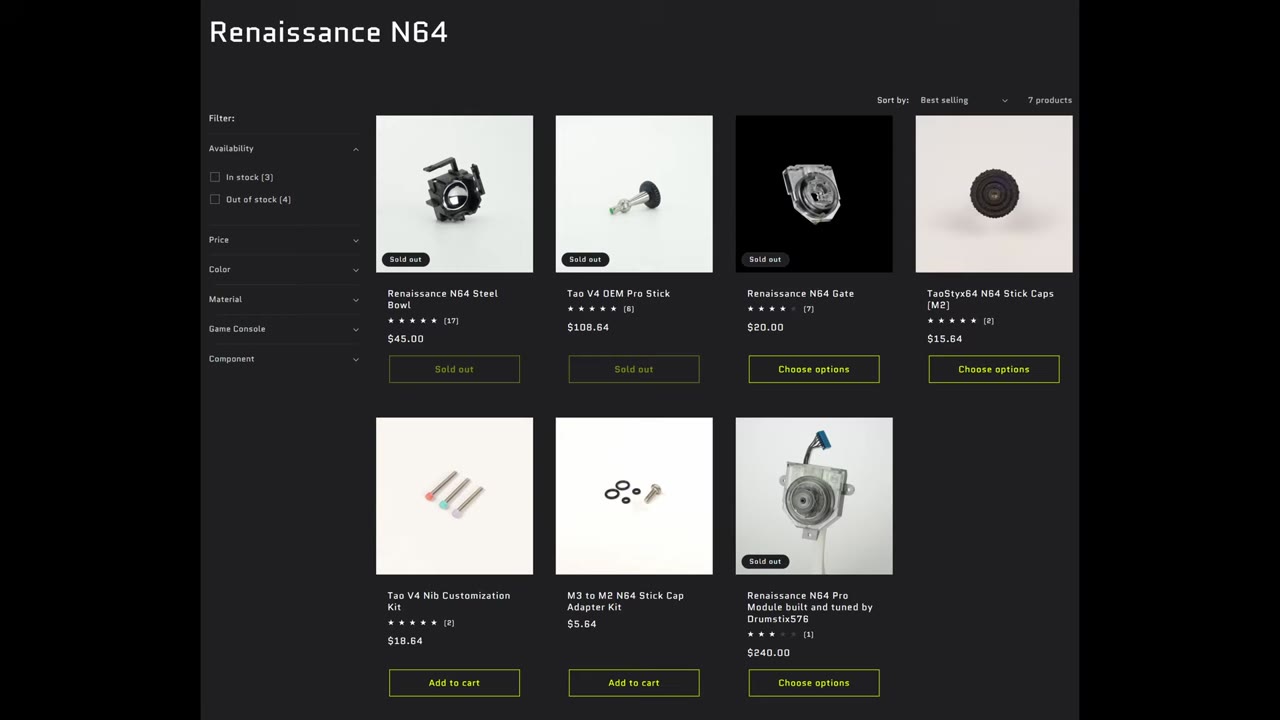 Renaissance N64
Sort by: Best selling 7 products
Filter:
Availability
In stock (3)
Out of stock (4)
Price
Color
Material
Game Console
Component
Sold out
Renaissance N64 Steel
Bowl
★ ★ ★ ★ ★ (17)
$45.00
Sold out
Sold out
Tao V4 OEM Pro Stick
★ ★ ★ ★ ★ (6)
$108.64
Sold out
Sold out
Renaissance N64 Gate
★ ★ ★ ★ ★ (7)
$20.00
Choose options
TaoStyx64 N64 Stick Caps
[M2]
★ ★ ★ ★ ★ (2)
$15.64
Choose options
Tao V4 Nib Customization
Kit
★ ★ ★ ★ ★ (2)
$18.64
Add to cart
M3 to M2 N64 Stick Cap
Adapter Kit
$5.64
Add to cart
Sold out
Renaissance N64 Pro
Module built and tuned by
Drumstix576
★ ★ ★ ★ ★ (1)
$240.00
Choose options